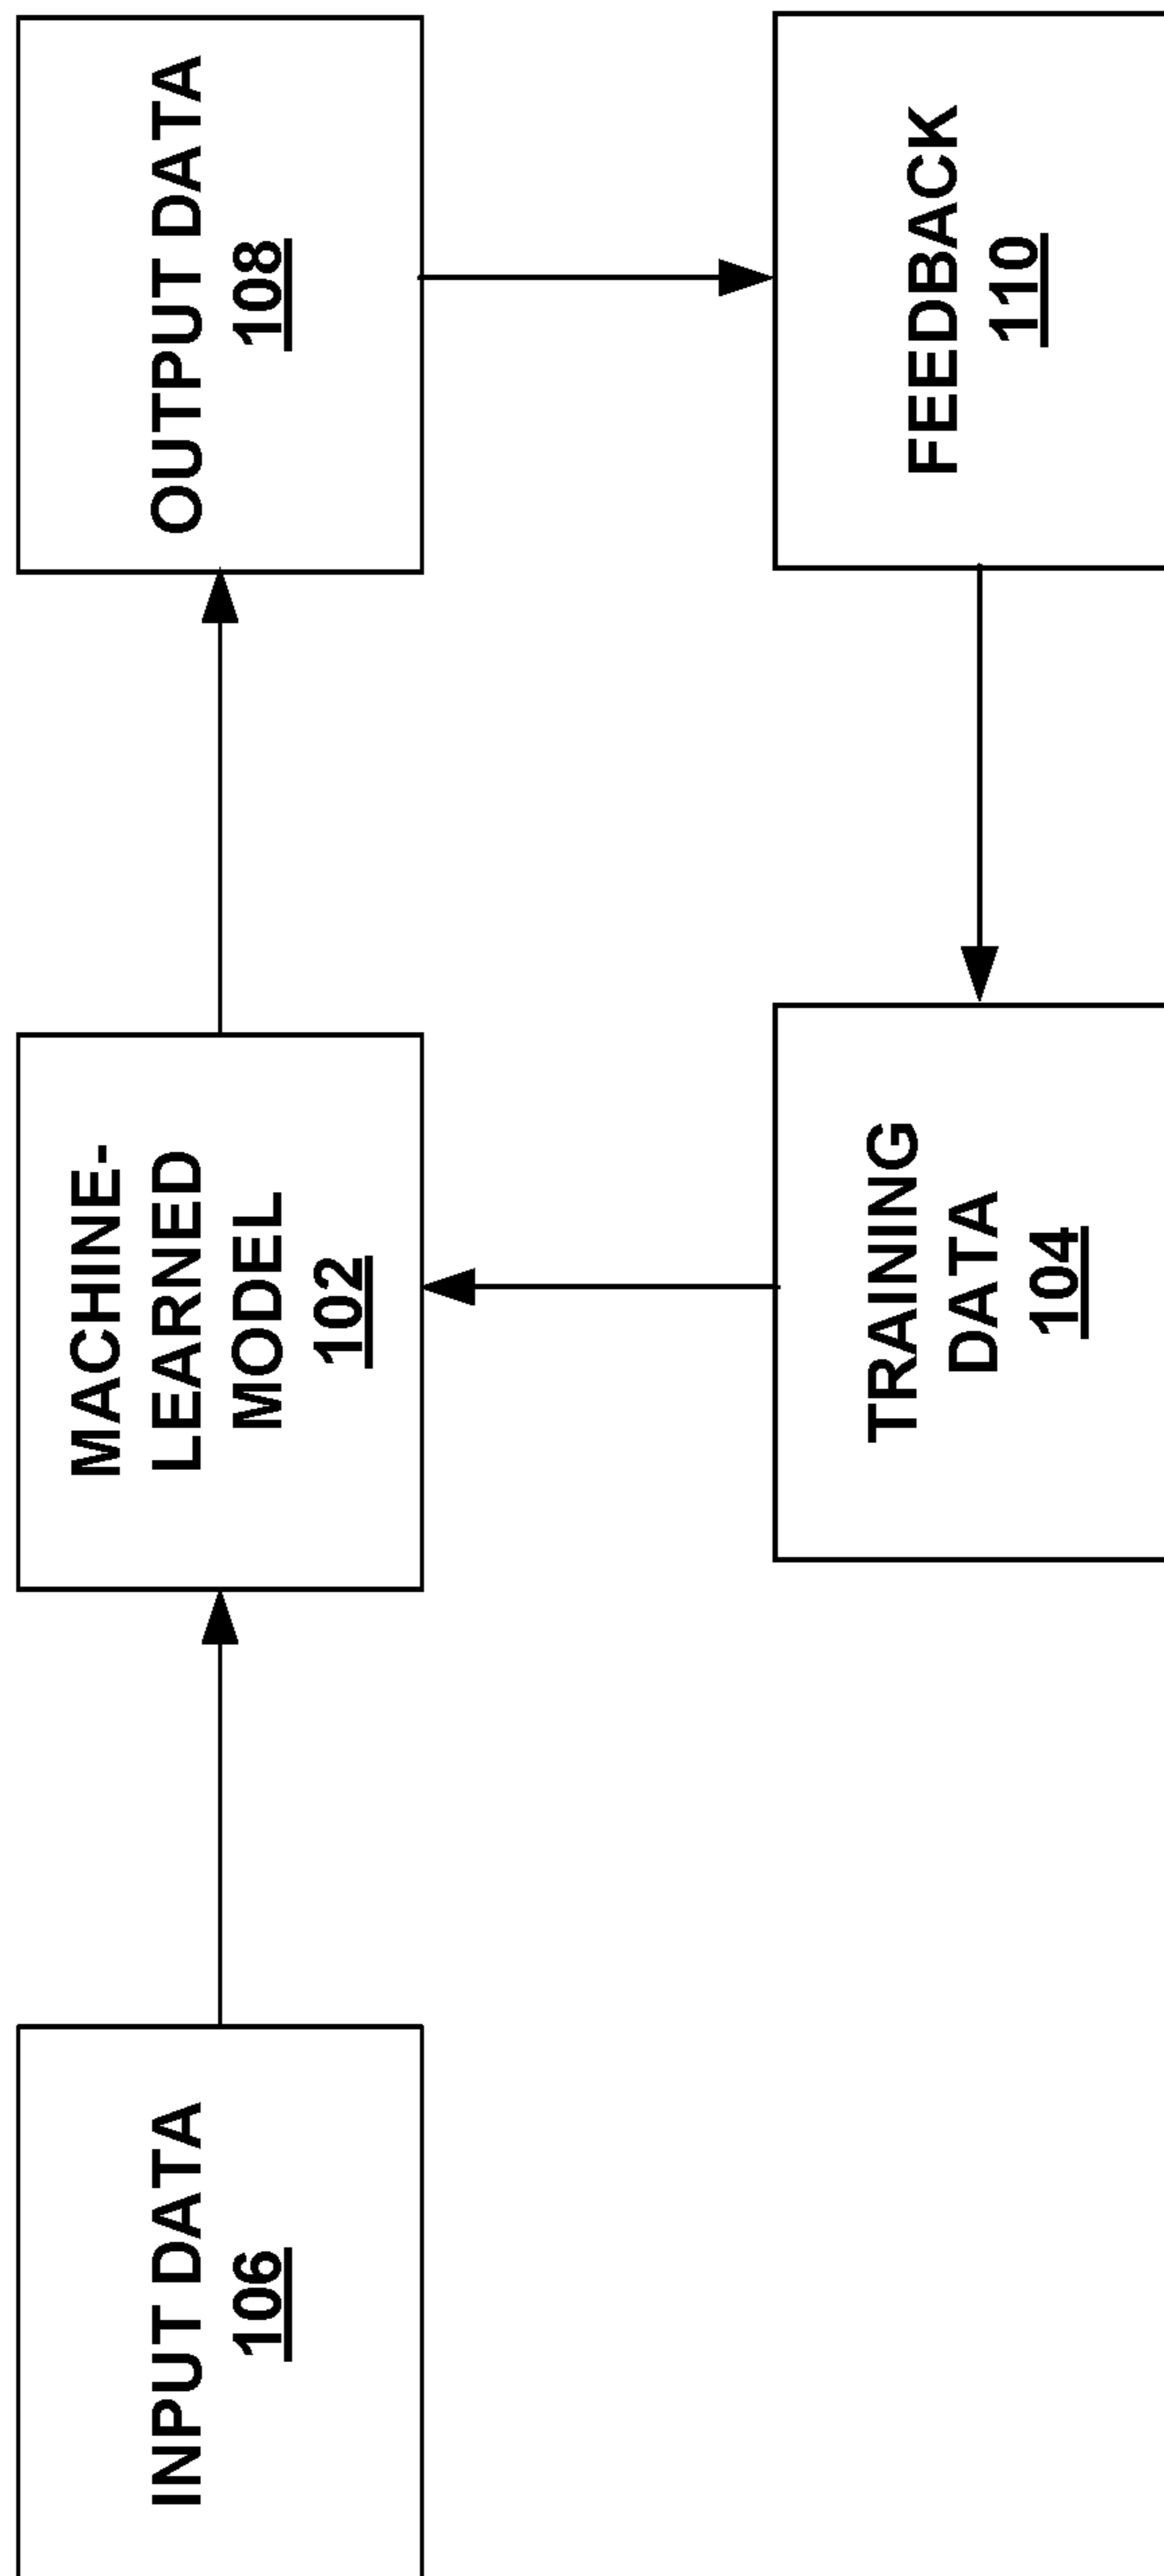 INPUT DATA
106
MACHINE-
LEARNED
MODEL
102
OUTPUT DATA
108
TRAINING
DATA
104
FEEDBACK
110